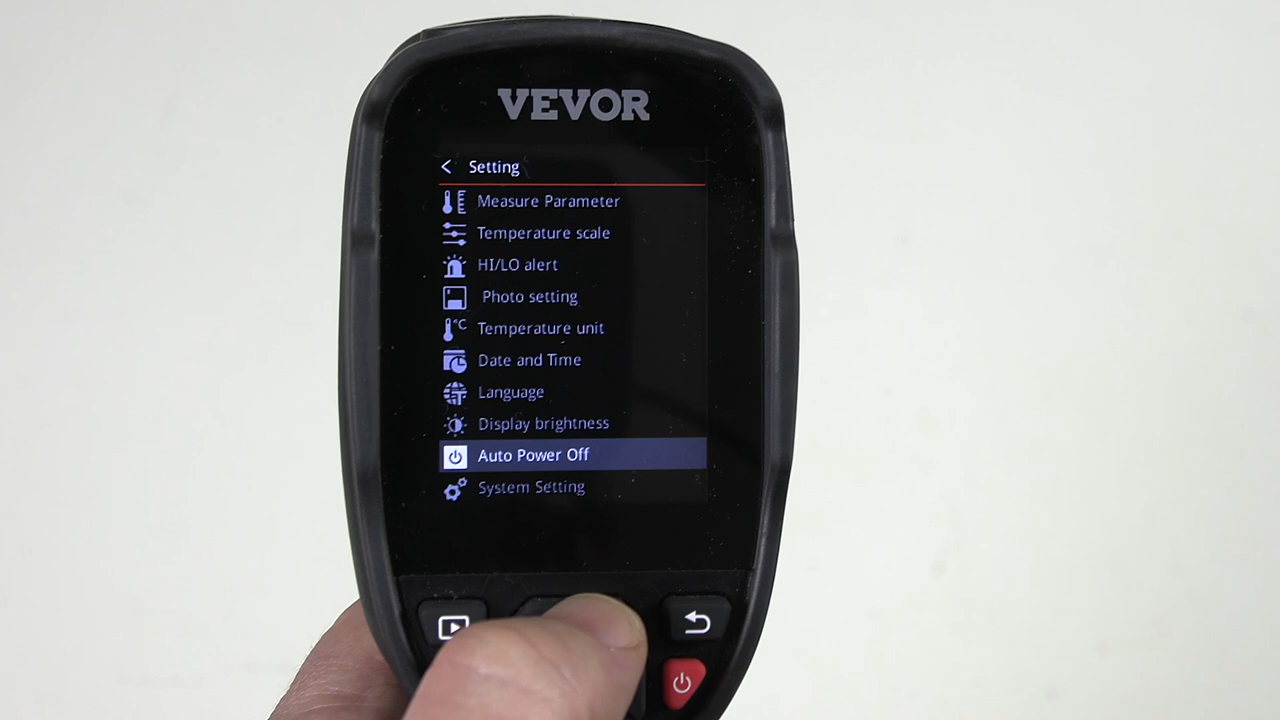 VEVOR
Setting
Measure Parameter
Temperature scale
HI/LO alert
Photo setting
°C Temperature unit
Date and Time
Language
Display brightness
Auto Power Off
System Setting